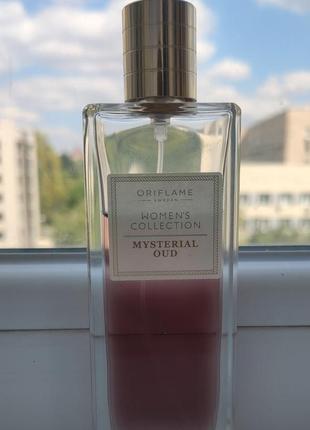 ORIFLAME
SWEDEN
WOMEN'S
COLLECTION
MYSTERIAL
OUD